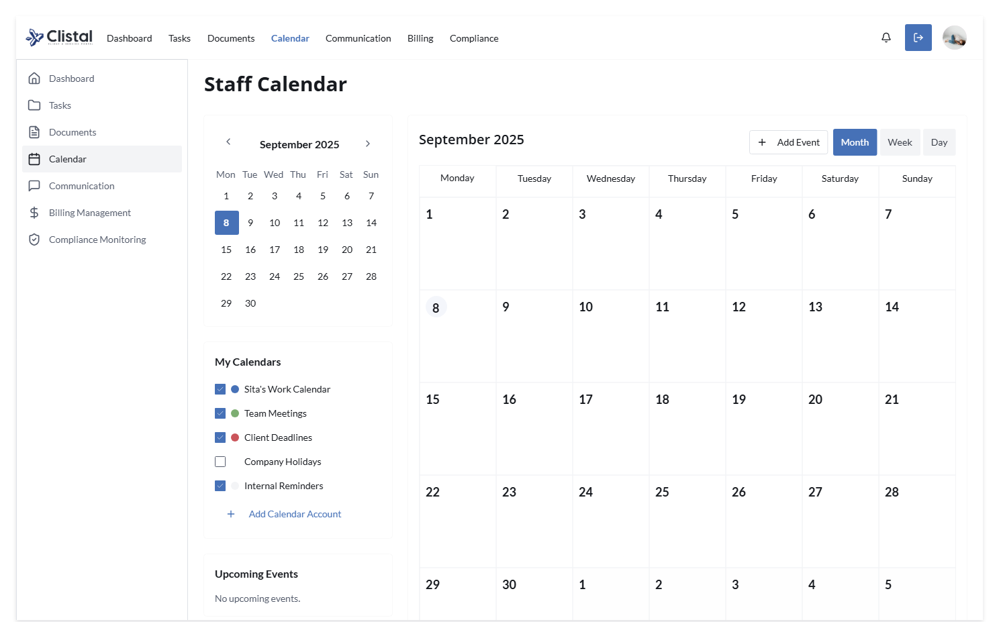 Clistal
Dashboard Tasks Documents Calendar Communication Billing Compliance
Dashboard
Tasks
Documents
Calendar
Communication
Billing Management
Compliance Monitoring
Staff Calendar
September 2025
Mon Tue Wed Thu Fri Sat Sun
1 2 3 4 5 6 7
8 9 10 11 12 13 14
15 16 17 18 19 20 21
22 23 24 25 26 27 28
29 30
My Calendars
Sita's Work Calendar
Team Meetings
Client Deadlines
Company Holidays
Internal Reminders
Add Calendar Account
Upcoming Events
No upcoming events.
September 2025
Add Event Month Week Day
Monday Tuesday Wednesday Thursday Friday Saturday Sunday
1 2 3 4 5 6 7
8 9 10 11 12 13 14
15 16 17 18 19 20 21
22 23 24 25 26 27 28
29 30 1 2 3 4 5